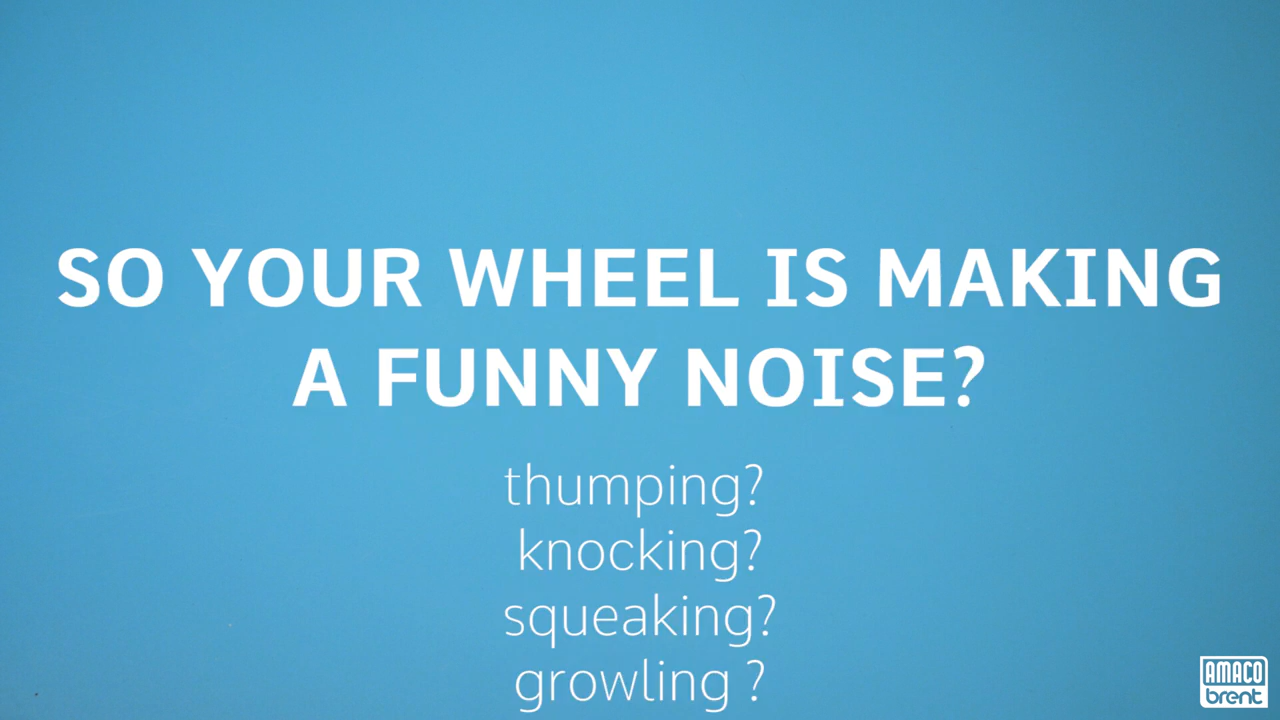 SO YOUR WHEEL IS MAKING
A FUNNY NOISE?
thumping?
knocking?
squeaking?
growling ?
AMACO
brent